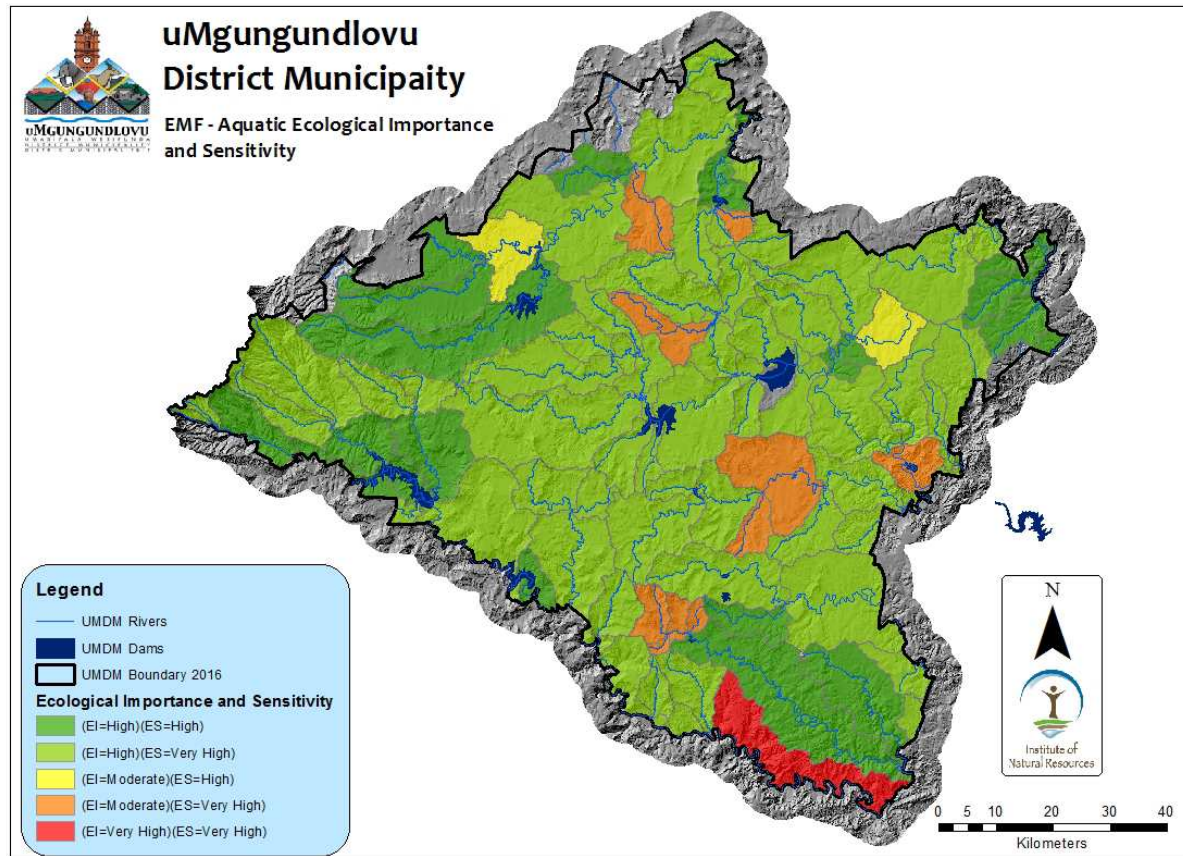 uMgungundlovu
District Municipaity
EMF - Aquatic Ecological Importance
and Sensitivity
uMGUNGUNDLOVU
Legend
UMDM Rivers
UMDM Dams
UMDM Boundary 2016
Ecological Importance and Sensitivity
(EI=High)(ES=High)
(EI=High)(ES=Very High)
(EI=Moderate)(ES=High)
(EI=Moderate)(ES=Very High)
(EI=Very High)(ES=Very High)
N
Institute of
Natural Resources
0 5 10 20 30 40
Kilometers